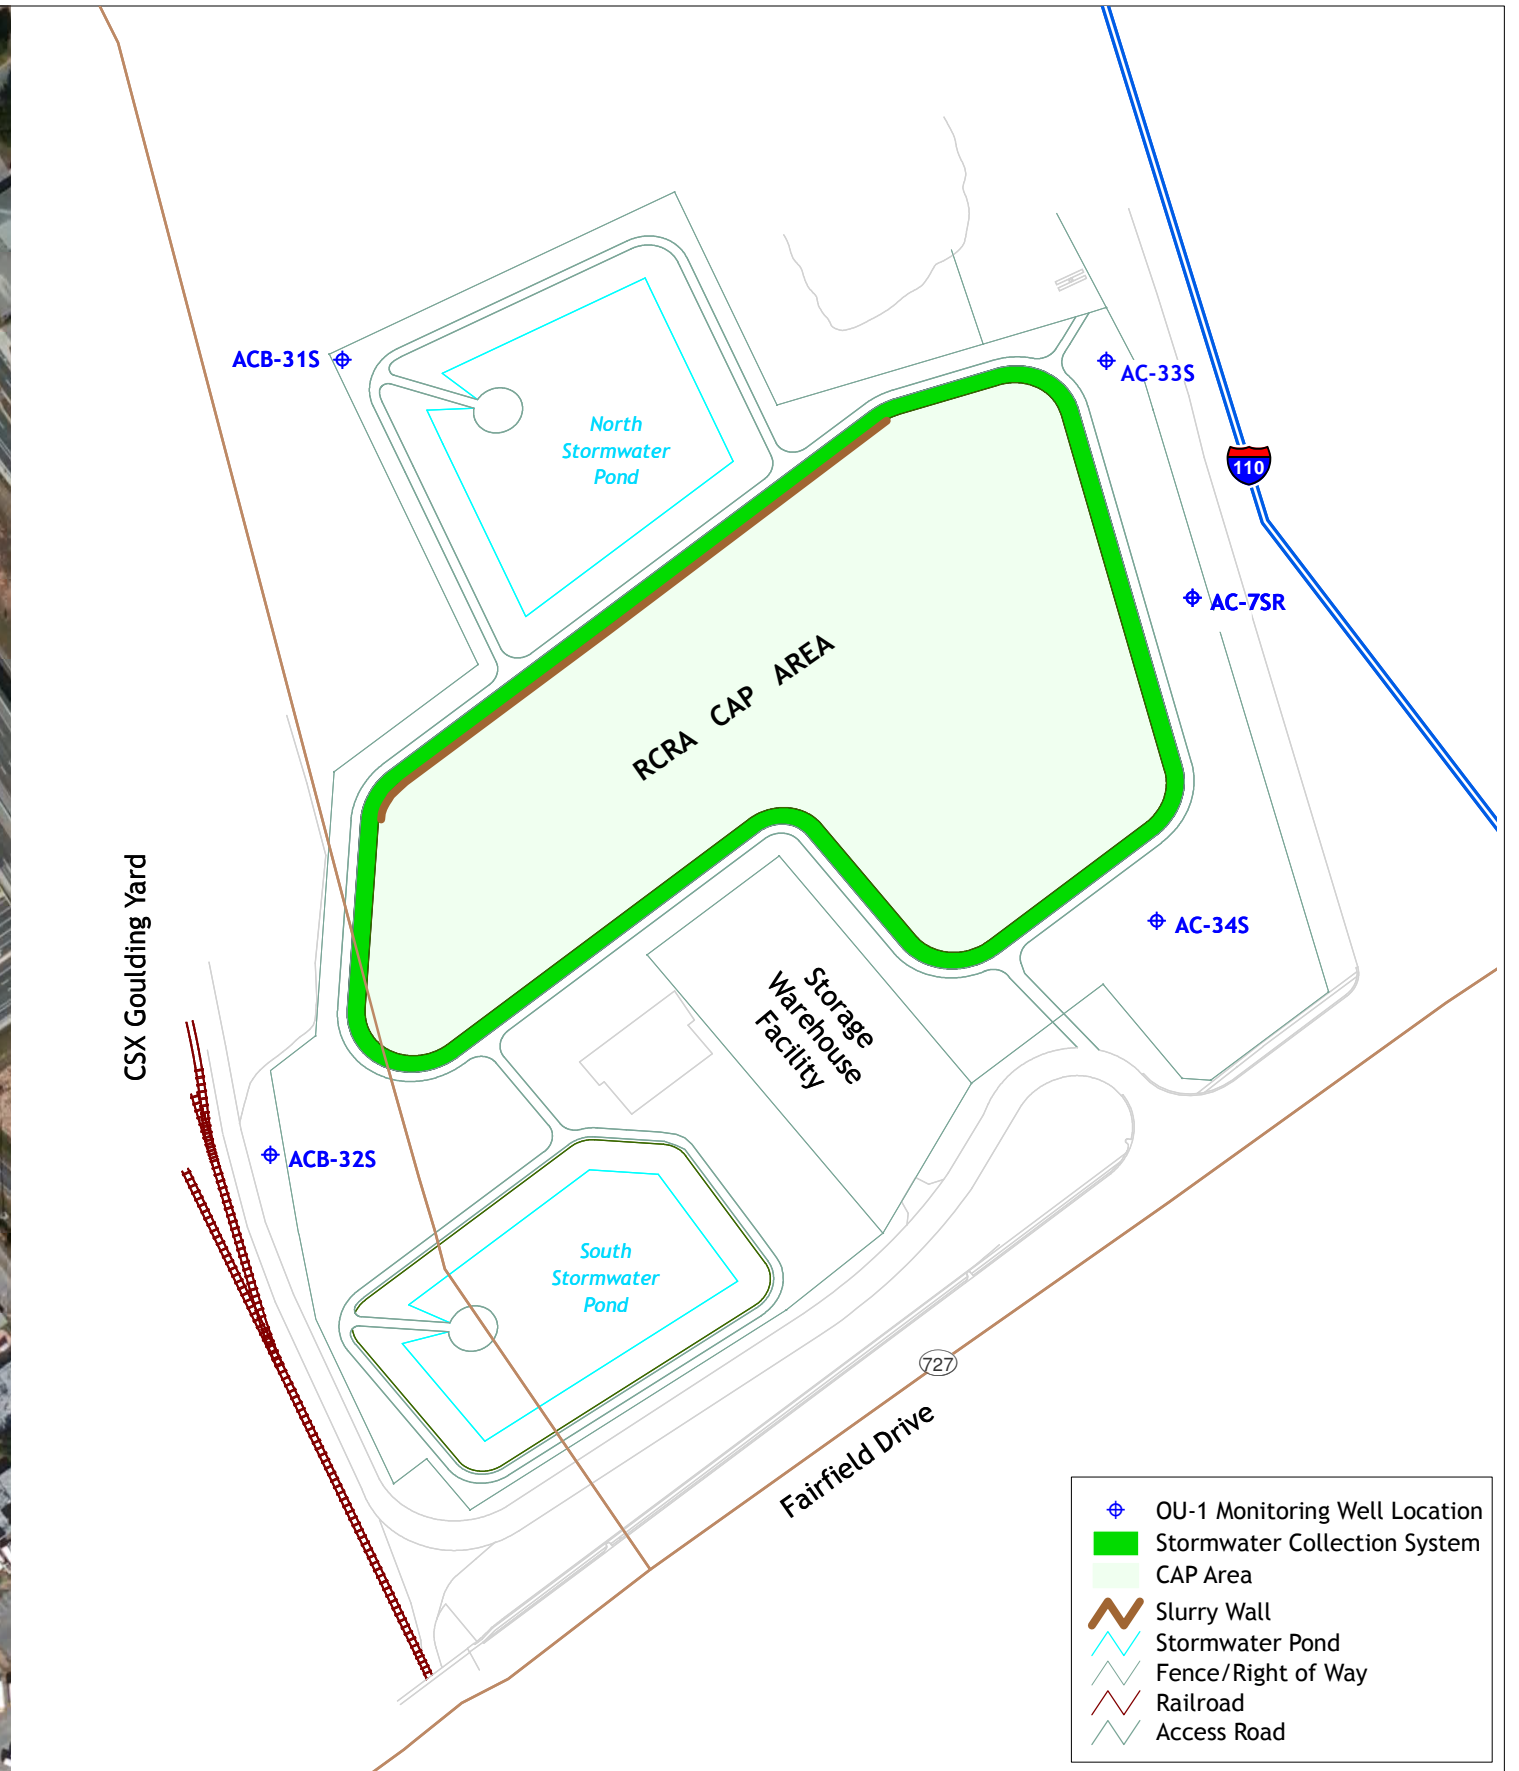 ACB-31S
AC-33S
North
Stormwater
Pond
110
AC-7SR
RCRA CAP AREA
CSX Goulding Yard
AC-34S
Storage
Warehouse
Facility
ACB-32S
South
Stormwater
Pond
727
Fairfield Drive
OU-1 Monitoring Well Location
Stormwater Collection System
CAP Area
Slurry Wall
Stormwater Pond
Fence/Right of Way
Railroad
Access Road